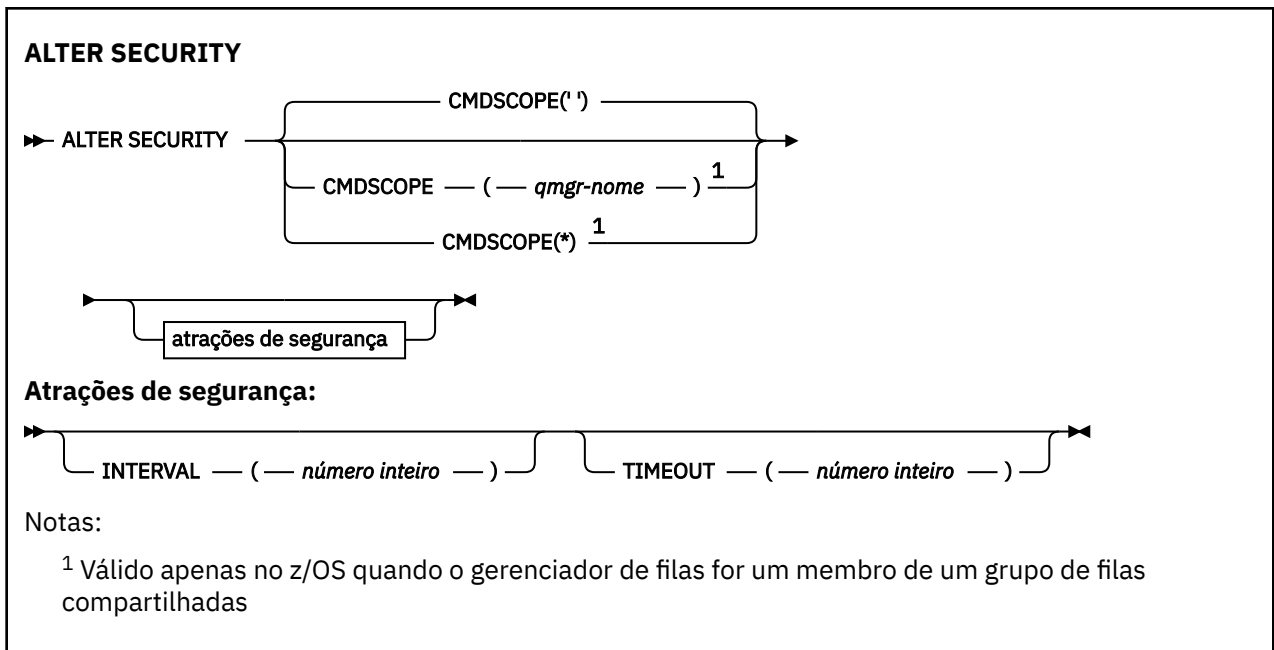 ALTER SECURITY
CMDSCOPE(' ')
ALTER SECURITY
CMDSCOPE ( qmgr-nome ) 1
CMDSCOPE(*) 1
atrações de segurança
Atrações de segurança:
INTERVAL ( número inteiro ) TIMEOUT ( número inteiro )
Notas:
1 Válido apenas no z/OS quando o gerenciador de filas for um membro de um grupo de filas
compartilhadas